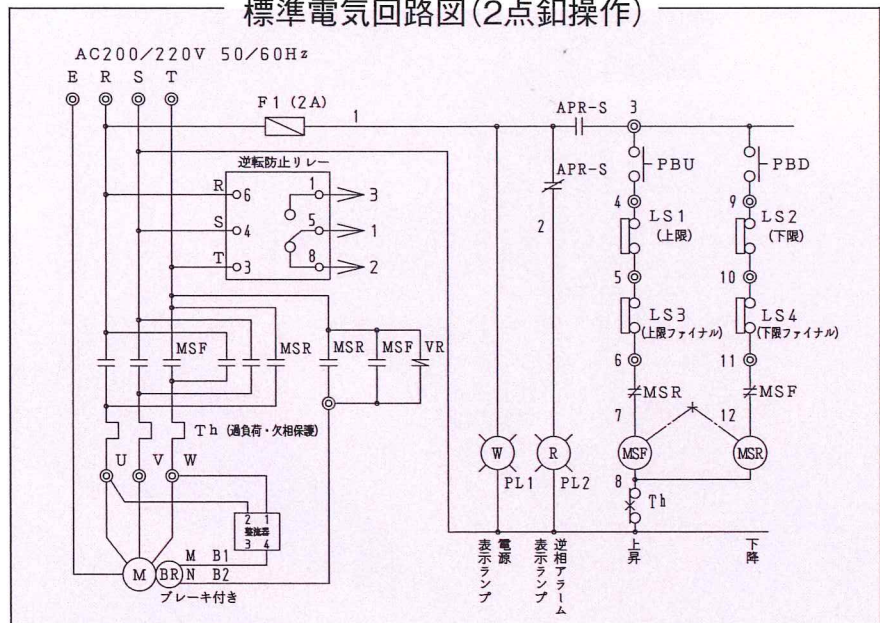 標準電気回路図(2点釦操作)
AC200/220V 50/60Hz
E R S T
F1 (2A)
1
APR-S
3
逆転防止リレー
APR-S
PBU
PBD
R
6
1
3
2
4
9
S
4
5
1
LS1
(上限)
LS2
(下限)
T
3
8
2
5
10
MSF
MSR
MSR
MSF
VR
LS3
(上限ファイナル)
LS4
(下限ファイナル)
6
11
MSR
MSF
Th (過負荷・欠相保護)
7
12
U V W
W
PL1
R
PL2
MSF
MSR
8
Th
2 1
整流器
3 4
M B1
N B2
M
BR
ブレーキ付き
電源
表示ランプ
逆相アラーム
表示ランプ
上昇
下降